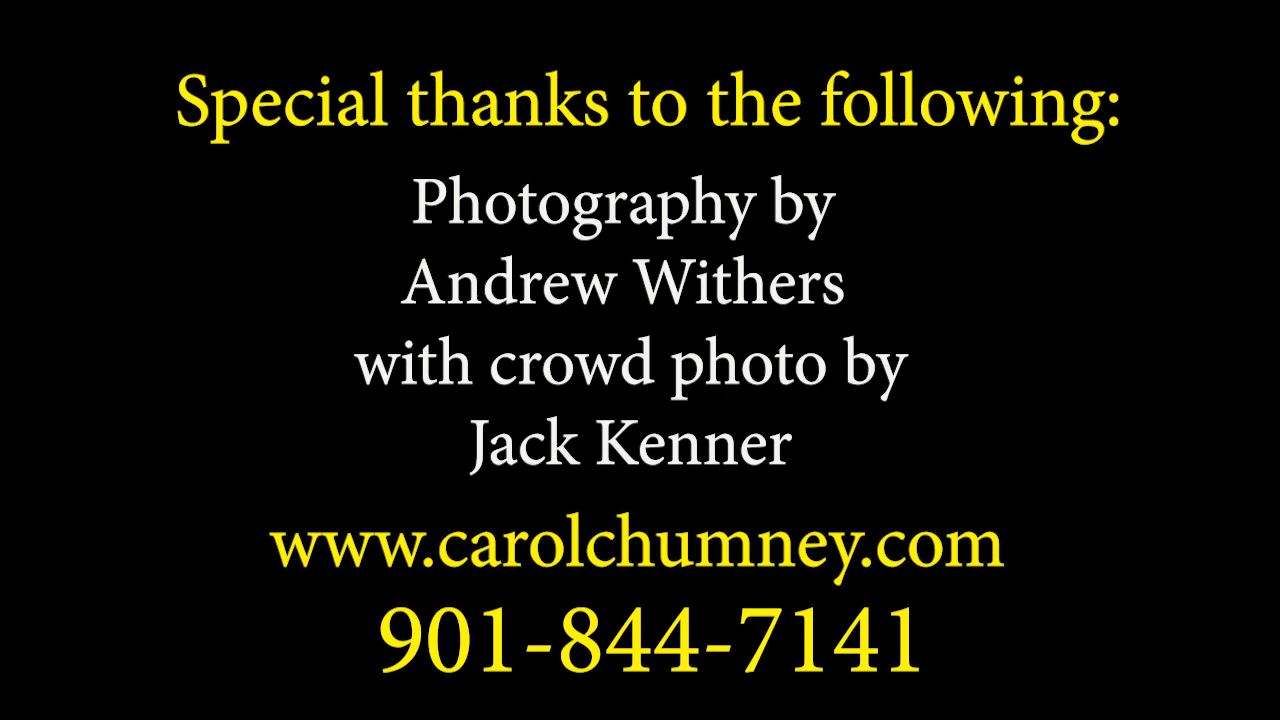 Special thanks to the following:
Photography by
Andrew Withers
with crowd photo by
Jack Kenner
www.carolchumney.com
901-844-7141